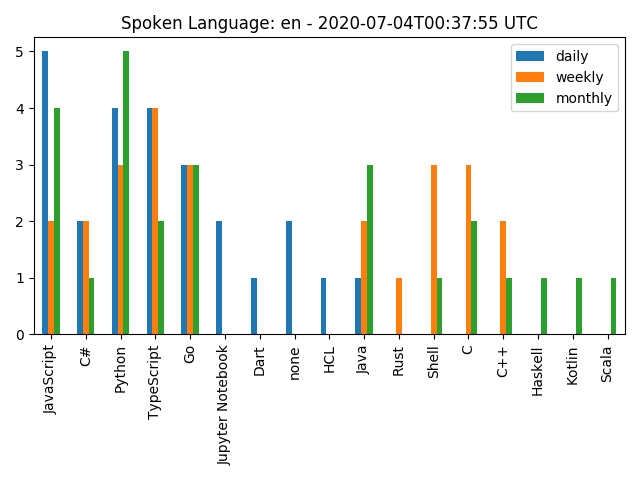 Spoken Language: en - 2020-07-04T00:37:55 UTC
daily
weekly
monthly
5
4
3
2
1
0
JavaScript
C#
Python
TypeScript
Go
Jupyter Notebook
Dart
none
HCL
Java
Rust
Shell
C
C++
Haskell
Kotlin
Scala